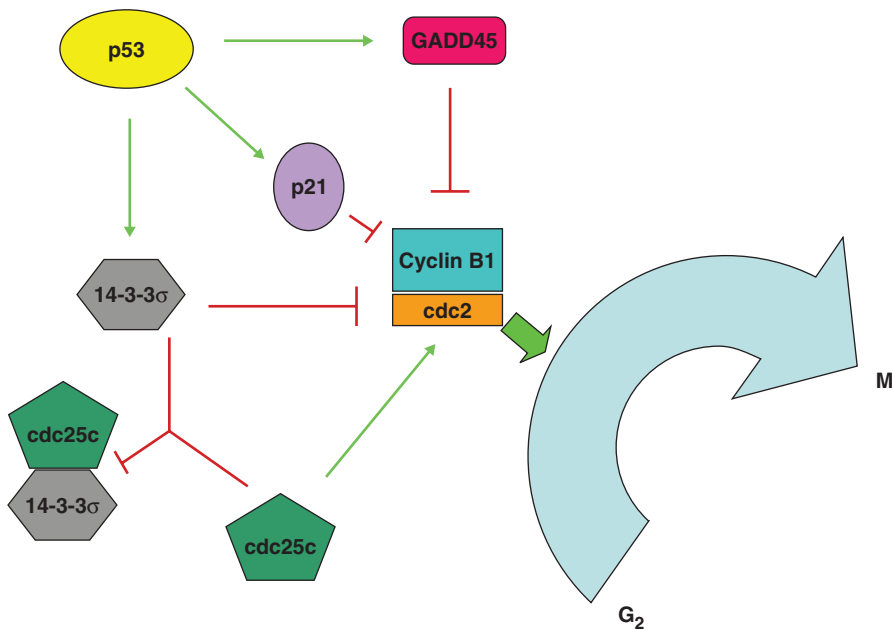 p53
GADD45
p21
Cyclin B1
14-3-3σ
cdc2
M
cdc25c
14-3-3σ
cdc25c
G₂